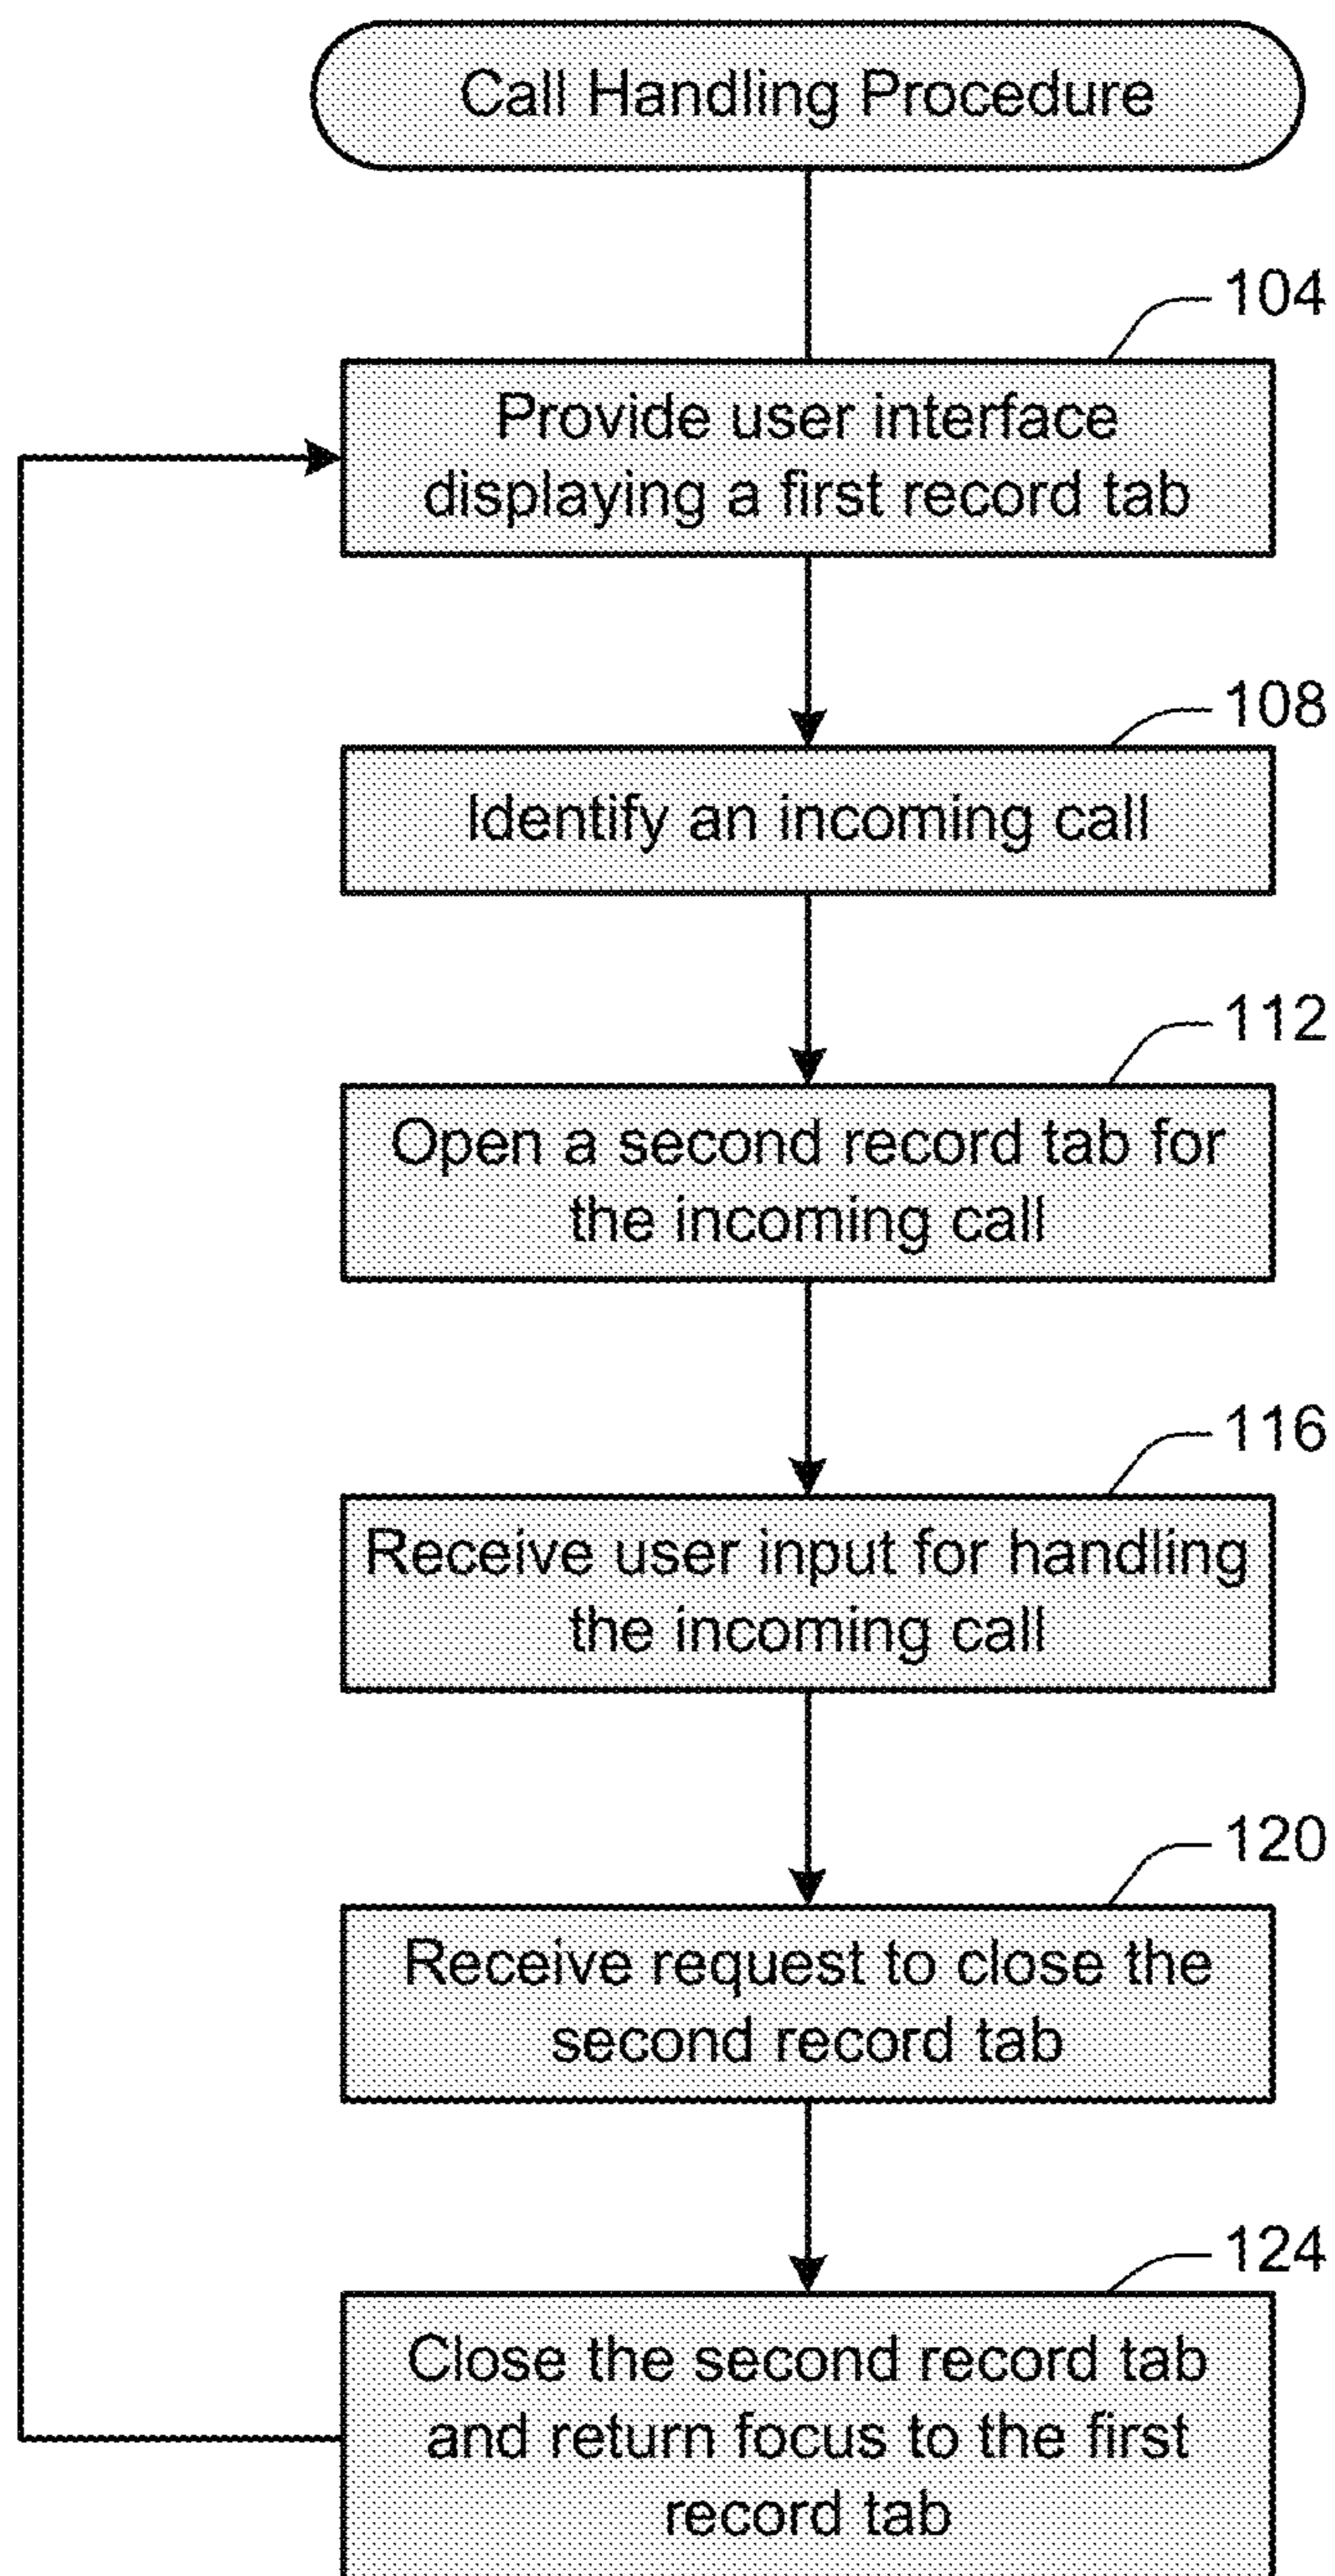 Call Handling Procedure
104
Provide user interface
displaying a first record tab
108
Identify an incoming call
112
Open a second record tab for
the incoming call
116
Receive user input for handling
the incoming call
120
Receive request to close the
second record tab
124
Close the second record tab
and return focus to the first
record tab